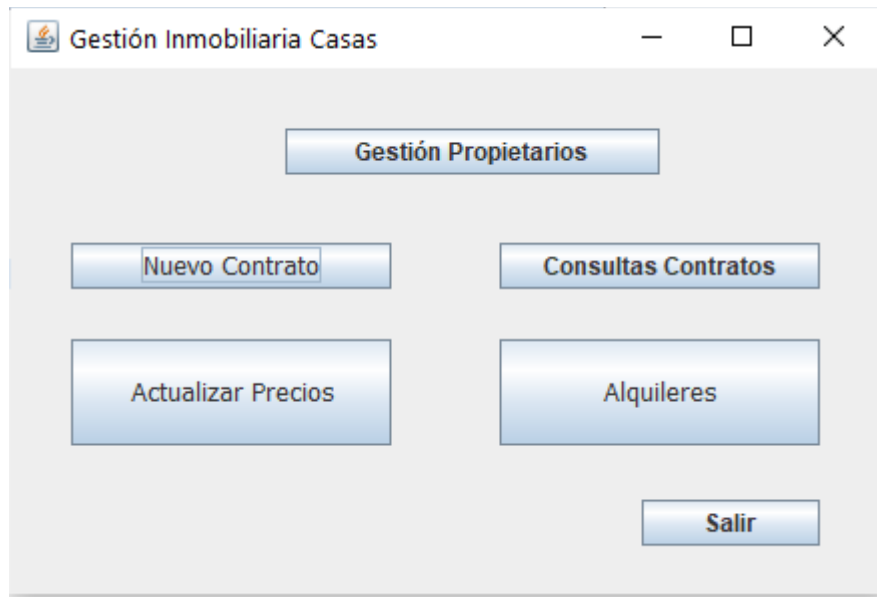 Gestión Inmobiliaria Casas
Gestión Propietarios
Nuevo Contrato
Consultas Contratos
Actualizar Precios
Alquileres
Salir